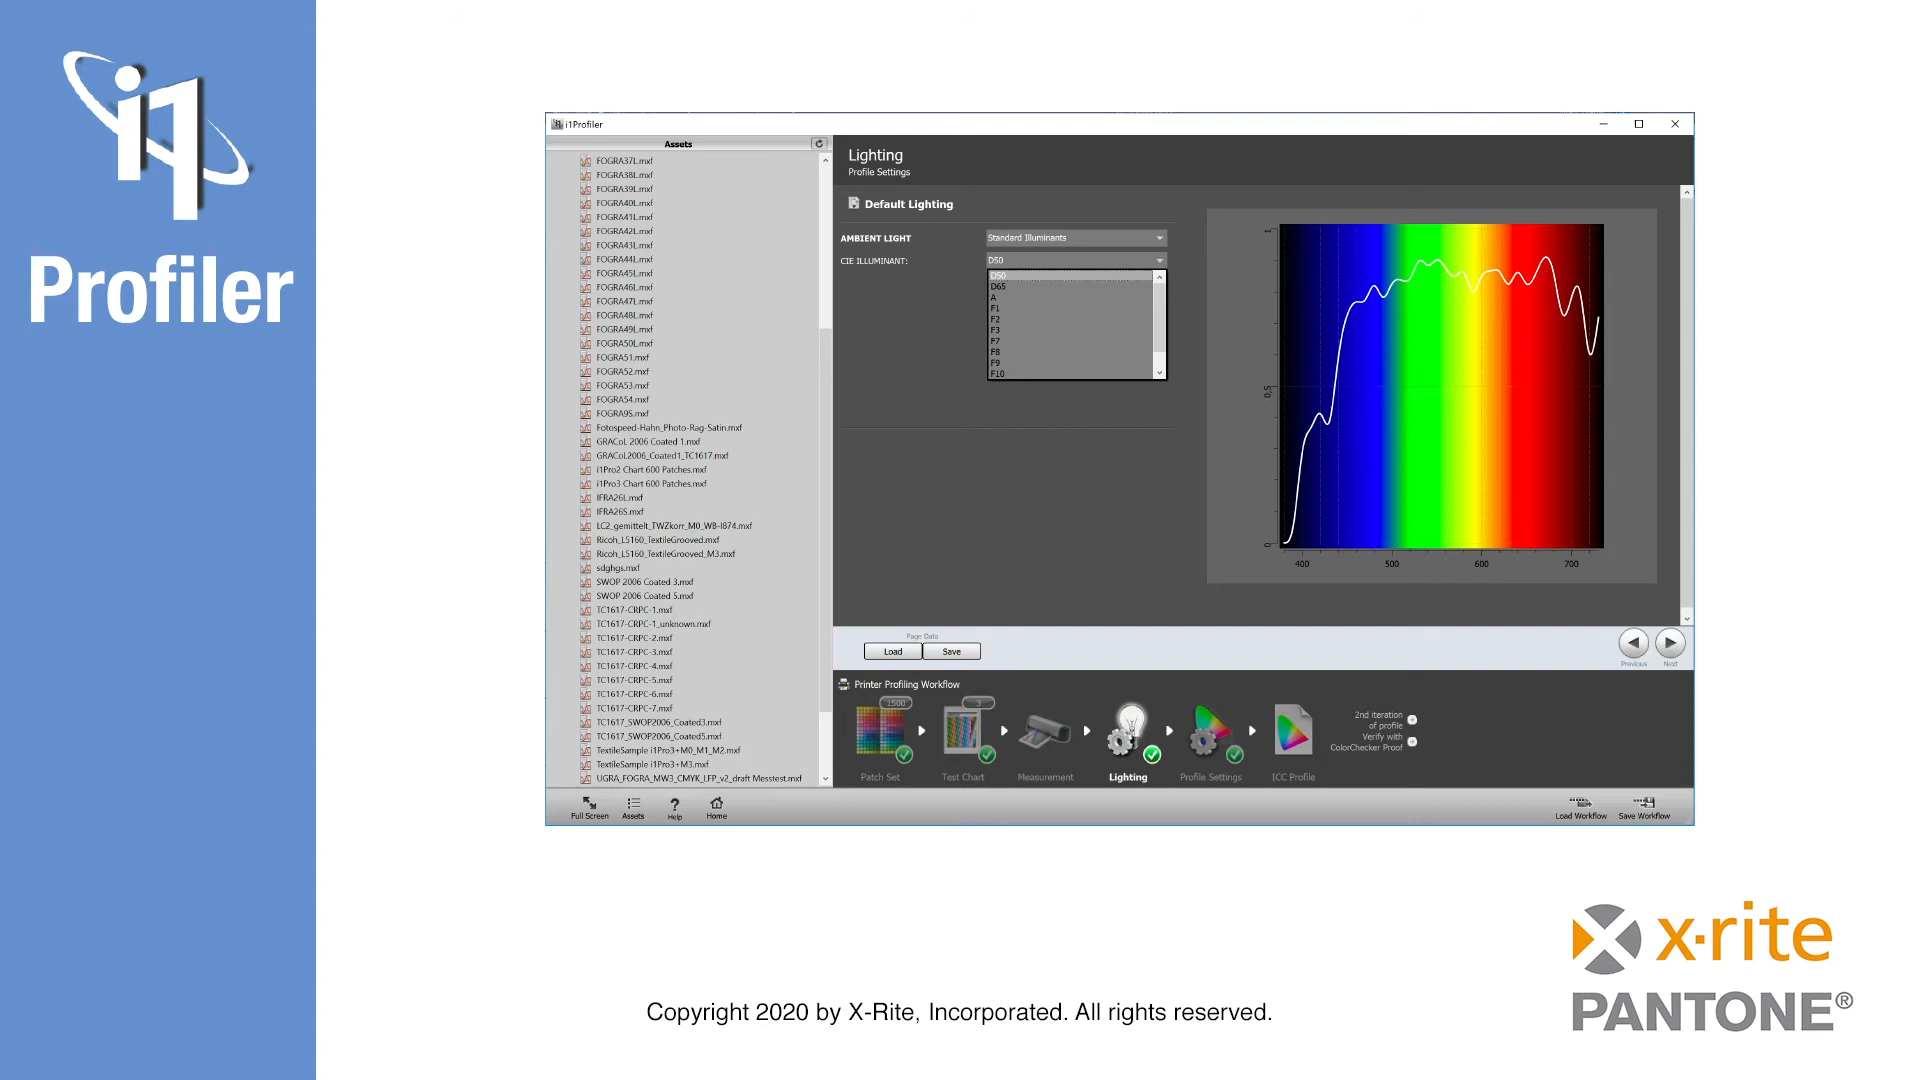 i1
Profiler
i1Profiler
Assets
FOGRA37L.mxf
FOGRA38L.mxf
FOGRA39L.mxf
FOGRA40L.mxf
FOGRA41L.mxf
FOGRA42L.mxf
FOGRA43L.mxf
FOGRA44L.mxf
FOGRA45L.mxf
FOGRA46L.mxf
FOGRA47L.mxf
FOGRA48L.mxf
FOGRA49L.mxf
FOGRA50L.mxf
FOGRA51.mxf
FOGRA52.mxf
FOGRA53.mxf
FOGRA54.mxf
FOGRA9S.mxf
Fotospeed-Hahn_Photo-Rag-Satin.mxf
GRACoL 2006 Coated 1.mxf
GRACoL2006_Coated1_TC1617.mxf
i1Pro2 Chart 600 Patches.mxf
i1Pro3 Chart 600 Patches.mxf
IFRA26L.mxf
IFRA26S.mxf
LC2_gemittelt_TWZkorr_M0_WB-I874.mxf
Ricoh_L5160_TextileGrooved.mxf
Ricoh_L5160_TextileGrooved_M3.mxf
sdghgs.mxf
SWOP 2006 Coated 3.mxf
SWOP 2006 Coated 5.mxf
TC1617-CRPC-1.mxf
TC1617-CRPC-1_unknown.mxf
TC1617-CRPC-2.mxf
TC1617-CRPC-3.mxf
TC1617-CRPC-4.mxf
TC1617-CRPC-5.mxf
TC1617-CRPC-6.mxf
TC1617-CRPC-7.mxf
TC1617_SWOP2006_Coated3.mxf
TC1617_SWOP2006_Coated5.mxf
TextileSample i1Pro3+M0_M1_M2.mxf
TextileSample i1Pro3+M3.mxf
UGRA_FOGRA_MW3_CMYK_LFP_v2_draft Messtest.mxf
Lighting
Profile Settings
Default Lighting
AMBIENT LIGHT Standard Illuminants
CIE ILLUMINANT: D50
D50
D65
A
F1
F2
F3
F7
F8
F9
F10
1
0,5
0
400 500 600 700
Page Data
Load Save
Previous Next
Printer Profiling Workflow
1500 3
Patch Set Test Chart Measurement Lighting Profile Settings ICC Profile
2nd iteration
of profile
Verify with
ColorChecker Proof
Full Screen Assets Help Home
Load Workflow Save Workflow
x·rite
PANTONE®
Copyright 2020 by X-Rite, Incorporated. All rights reserved.